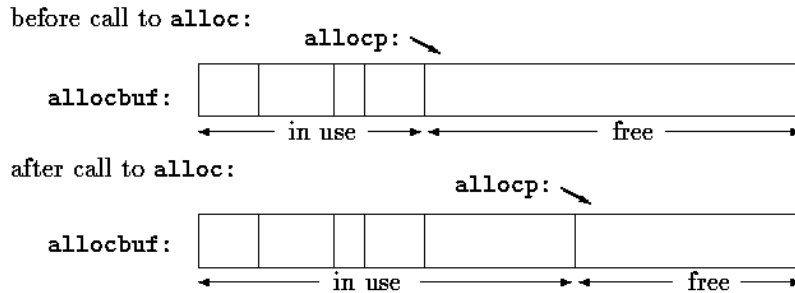 before call to alloc:
allocp:
allocbuf:
in use
free
after call to alloc:
allocp:
allocbuf:
in use
free